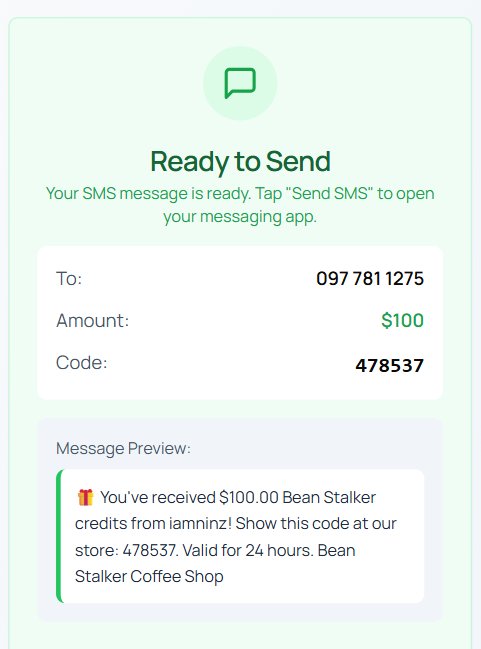 Ready to Send
Your SMS message is ready. Tap "Send SMS" to open
your messaging app.
To: 097 781 1275
Amount: $100
Code: 478537
Message Preview:
🎁 You've received $100.00 Bean Stalker
credits from iamninz! Show this code at our
store: 478537. Valid for 24 hours. Bean
Stalker Coffee Shop